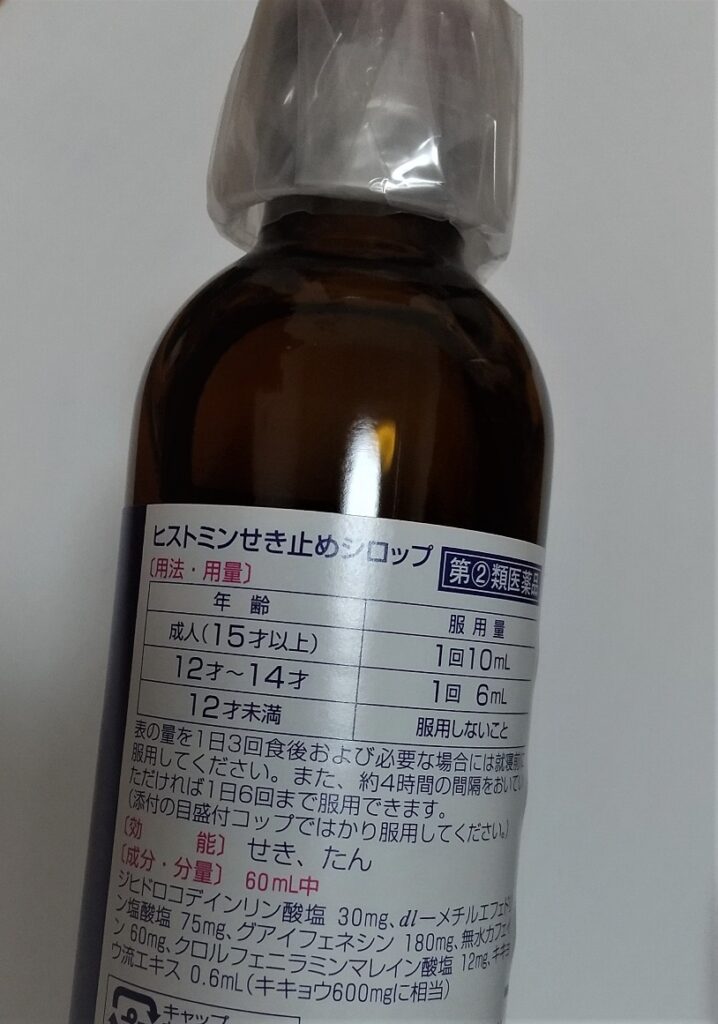 ヒストミンせき止めシロップ 第②類医薬品
〔用法・用量〕
年齢 服用量
成人(15才以上) 1回10mL
12才〜14才 1回 6mL
12才未満 服用しないこと
表の量を1日3回食後および必要な場合には就寝前に
服用してください。また、約4時間の間隔をおいてい
ただければ1日6回まで服用できます。
(添付の目盛付コップではかり服用してください。)
〔効能〕 せき、たん
〔成分・分量〕 60mL中
ジヒドロコデインリン酸塩 30mg、dl-メチルエフェドリ
ン塩酸塩 75mg、グアイフェネシン 180mg、無水カフェイ
ン 60mg、クロルフェニラミンマレイン酸塩 12mg、キキョ
ウ流エキス 0.6mL(キキョウ600mgに相当)
キャップ